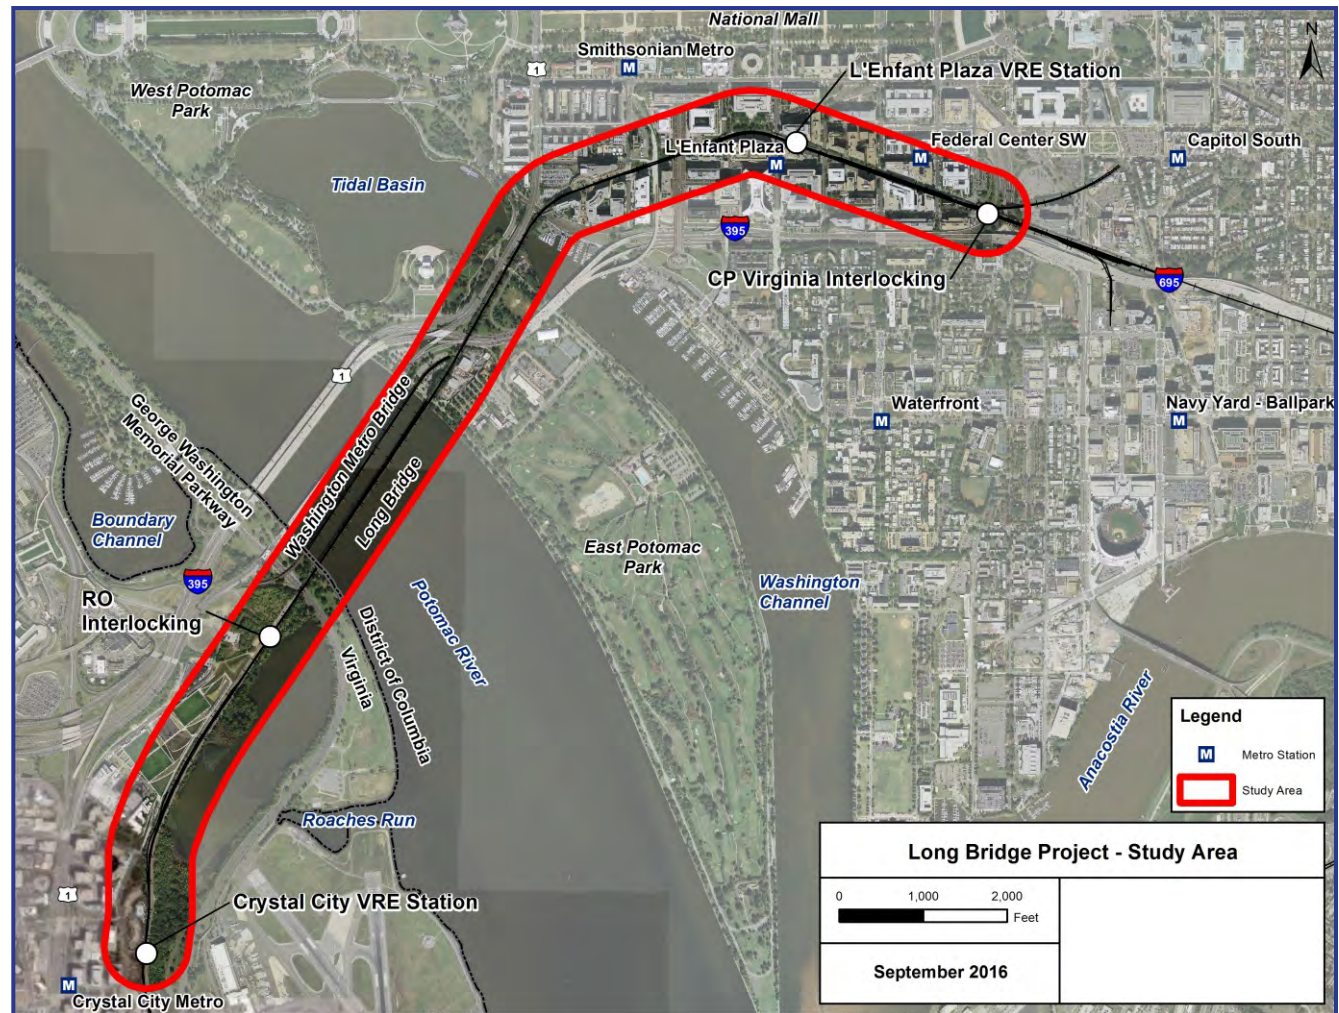 National Mall
N
Smithsonian Metro
1
L'Enfant Plaza VRE Station
West Potomac
Park
L'Enfant Plaza
Federal Center SW
Capitol South
Tidal Basin
395
CP Virginia Interlocking
695
1
Washington Metro Bridge
Long Bridge
George Washington
Memorial Parkway
Waterfront
Navy Yard - Ballpark
Boundary
Channel
395
East Potomac
Park
Washington
Channel
RO
Interlocking
Potomac River
District of Columbia
Virginia
Anacostia River
Legend
M Metro Station
Study Area
Roaches Run
Long Bridge Project - Study Area
0 1,000 2,000
Feet
September 2016
1
Crystal City VRE Station
M
Crystal City Metro